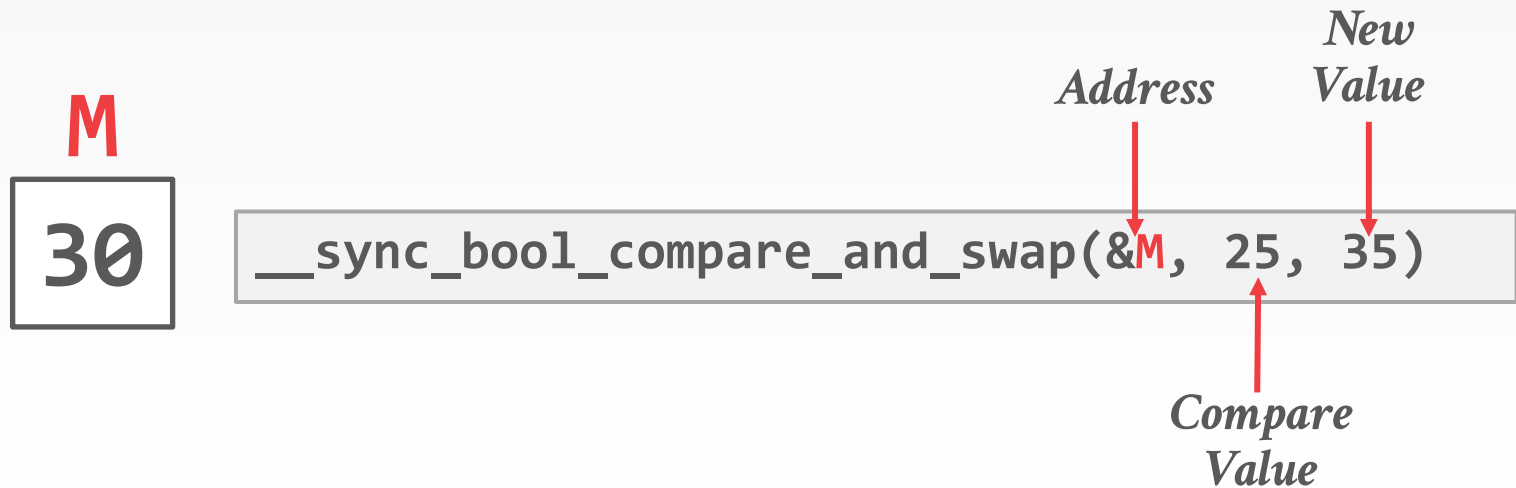 New
Value
Address
M
30
__sync_bool_compare_and_swap(&M, 25, 35)
Compare
Value